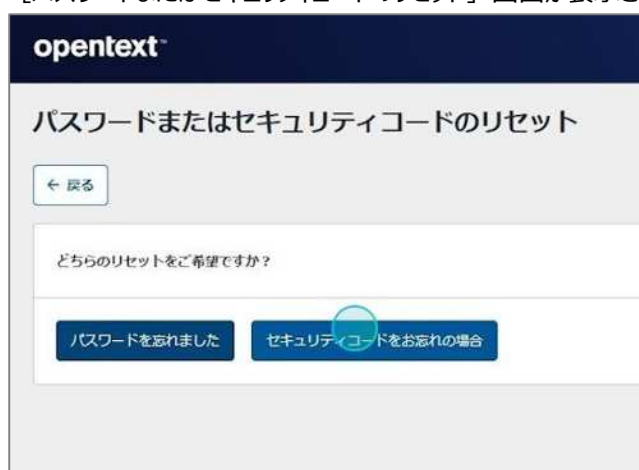 opentext™
パスワードまたはセキュリティコードのリセット
← 戻る
どちらのリセットをご希望ですか？
パスワードを忘れました
セキュリティコードをお忘れの場合